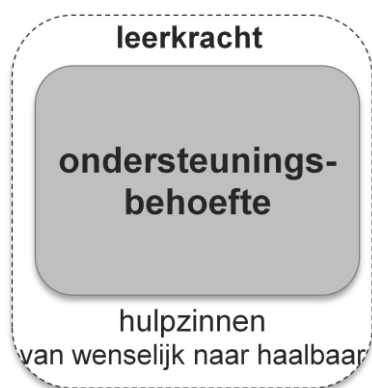 leerkracht
ondersteunings-
behoefte
hulpzinnen
van wenselijk naar haalbaar